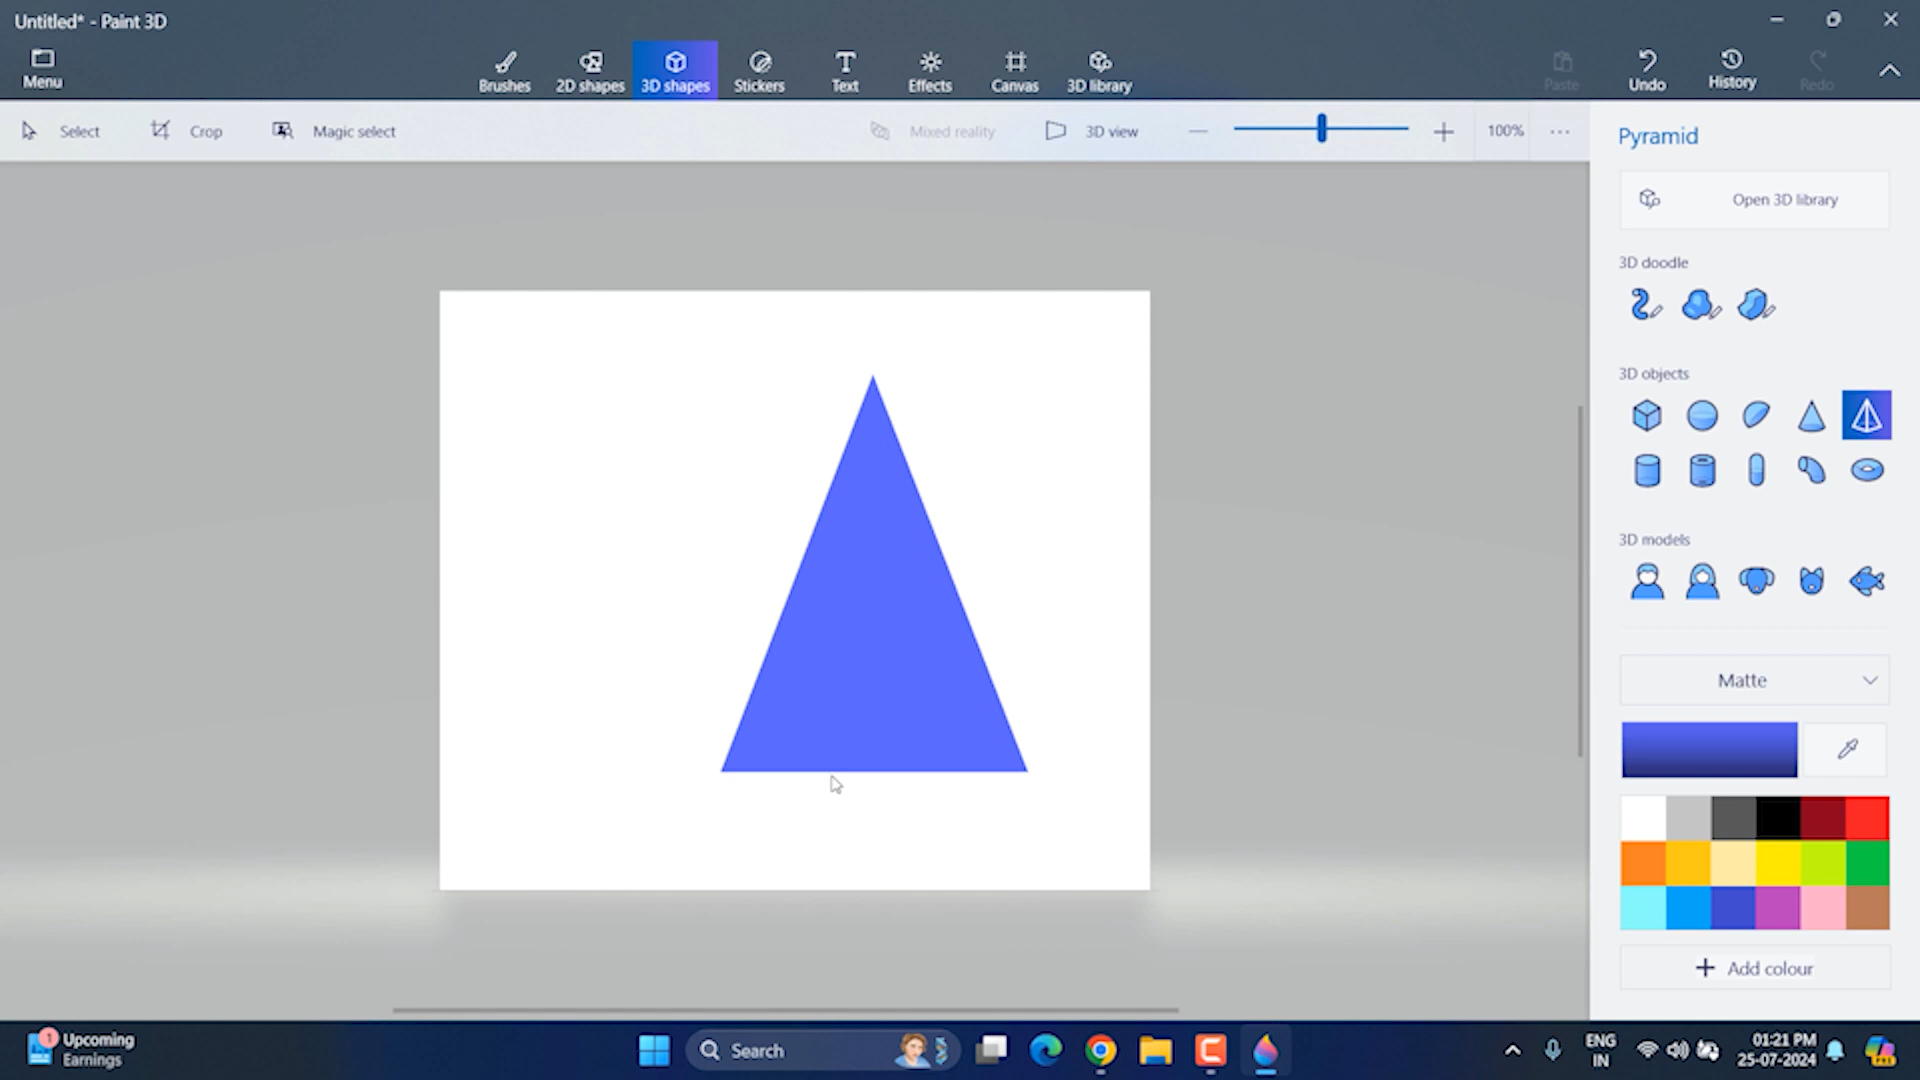 Untitled* - Paint 3D
Menu
Brushes
2D shapes
3D shapes
Stickers
Text
Effects
Canvas
3D library
Paste
Undo
History
Redo
Select
Crop
Magic select
Mixed reality
3D view
100%
Pyramid
Open 3D library
3D doodle
3D objects
3D models
Matte
Add colour
1
Upcoming
Earnings
Search
ENG
IN
01:21 PM
25-07-2024
PRE